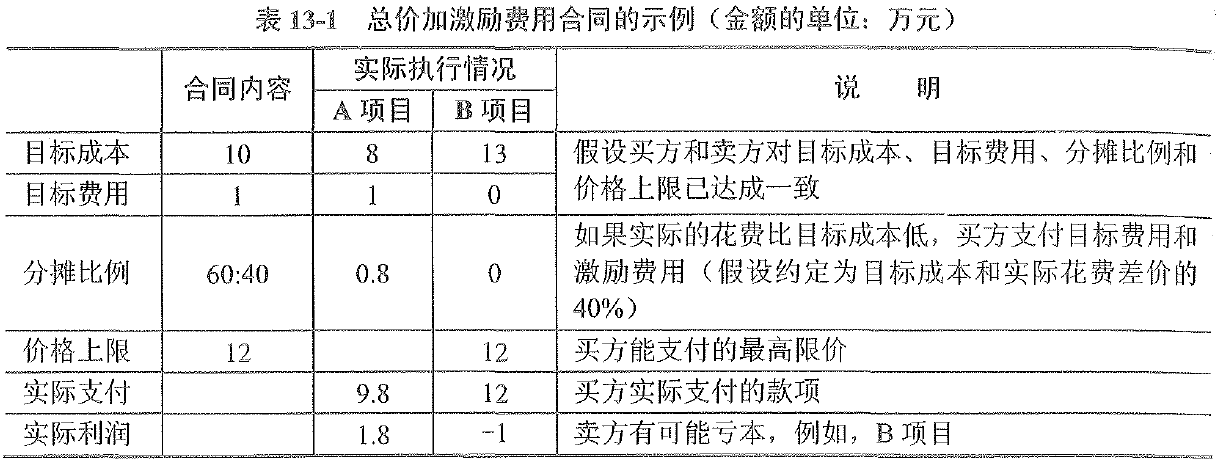 表 13-1 总价加激励费用合同的示例（金额的单位：万元）
合同内容 实际执行情况 说 明
A 项目 B 项目
目标成本 10 8 13 假设买方和卖方对目标成本、目标费用、分摊比例和
目标费用 1 1 0 价格上限已达成一致
如果实际的花费比目标成本低，买方支付目标费用和
分摊比例 60:40 0.8 0 激励费用（假设约定为目标成本和实际花费差价的
40%）
价格上限 12 12 买方能支付的最高限价
实际支付 9.8 12 买方实际支付的款项
实际利润 1.8 -1 卖方有可能亏本，例如，B 项目